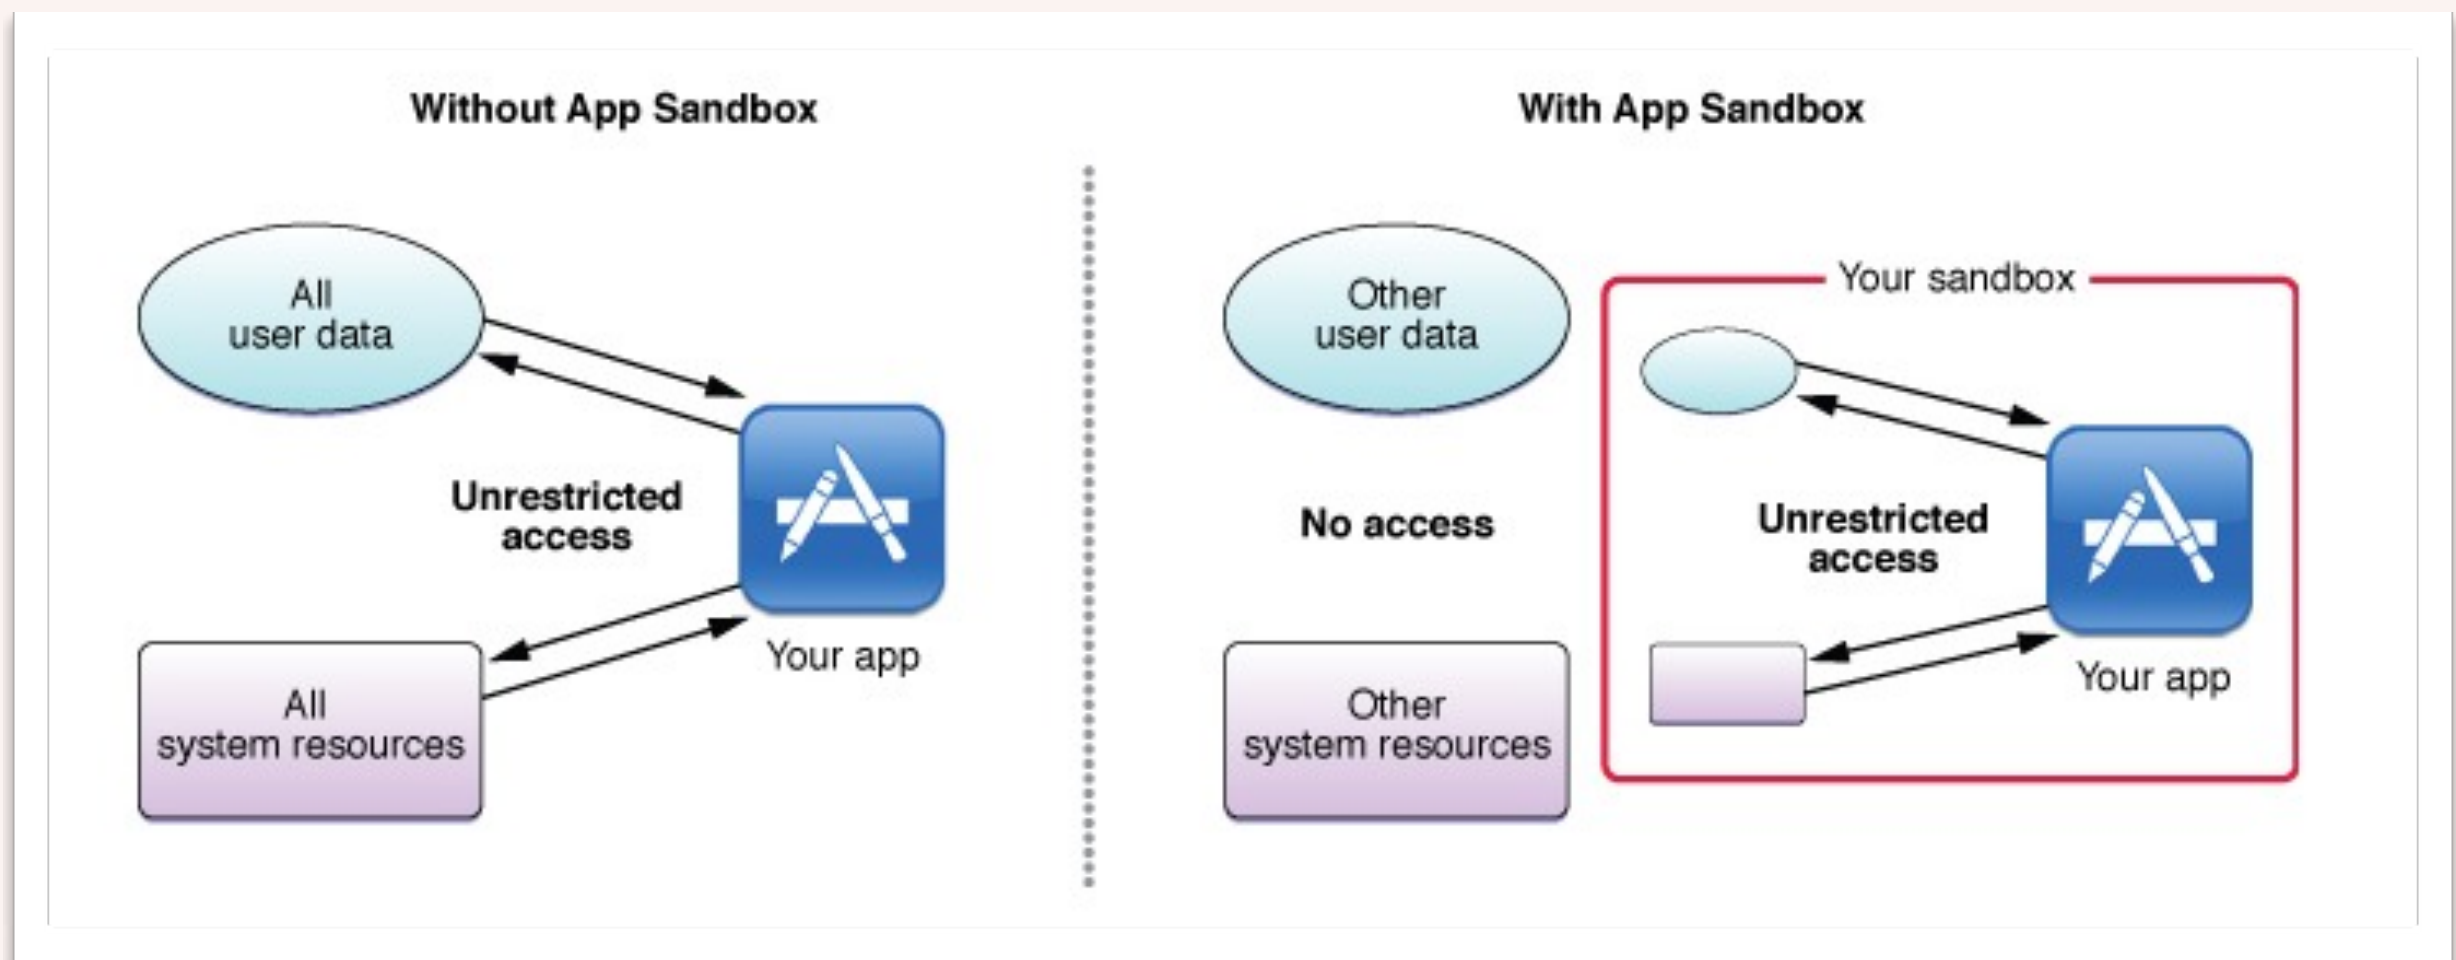 Without App Sandbox
All
user data
Unrestricted
access
Your app
All
system resources
With App Sandbox
Other
user data
No access
Other
system resources
Your sandbox
Unrestricted
access
Your app